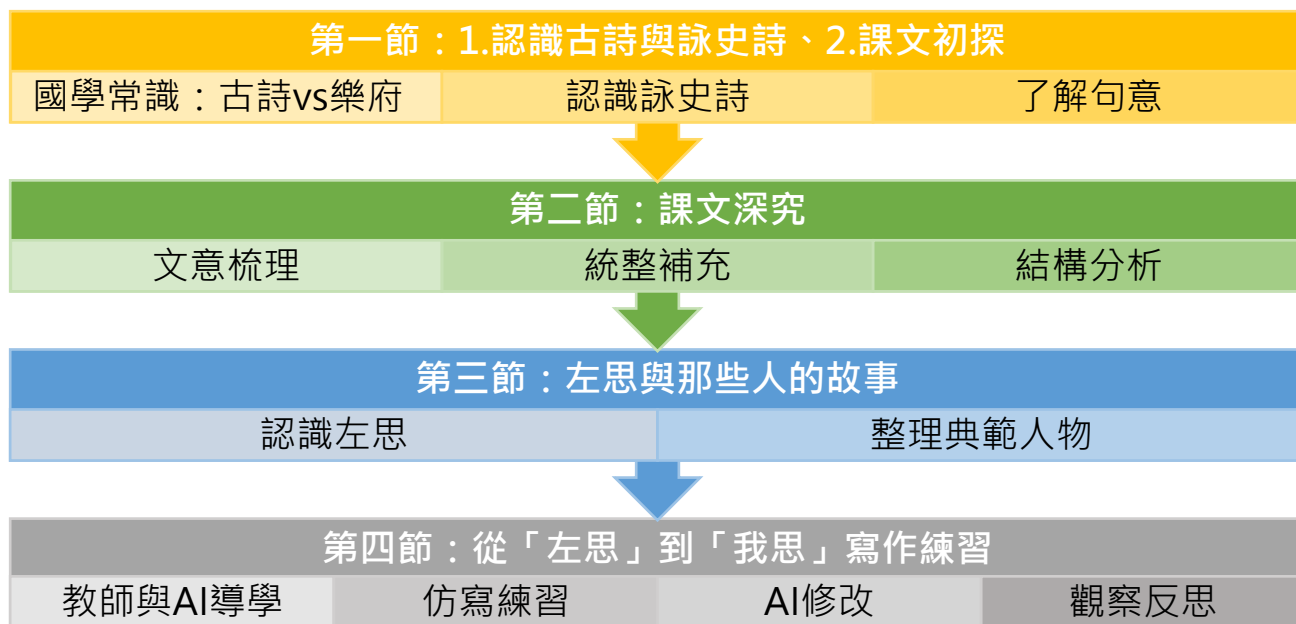 第一節：1.認識古詩與詠史詩、2.課文初探
國學常識：古詩vs樂府 認識詠史詩 了解句意
第二節：課文深究
文意梳理 統整補充 結構分析
第三節：左思與那些人的故事
認識左思 整理典範人物
第四節：從「左思」到「我思」寫作練習
教師與AI導學 仿寫練習 AI修改 觀察反思